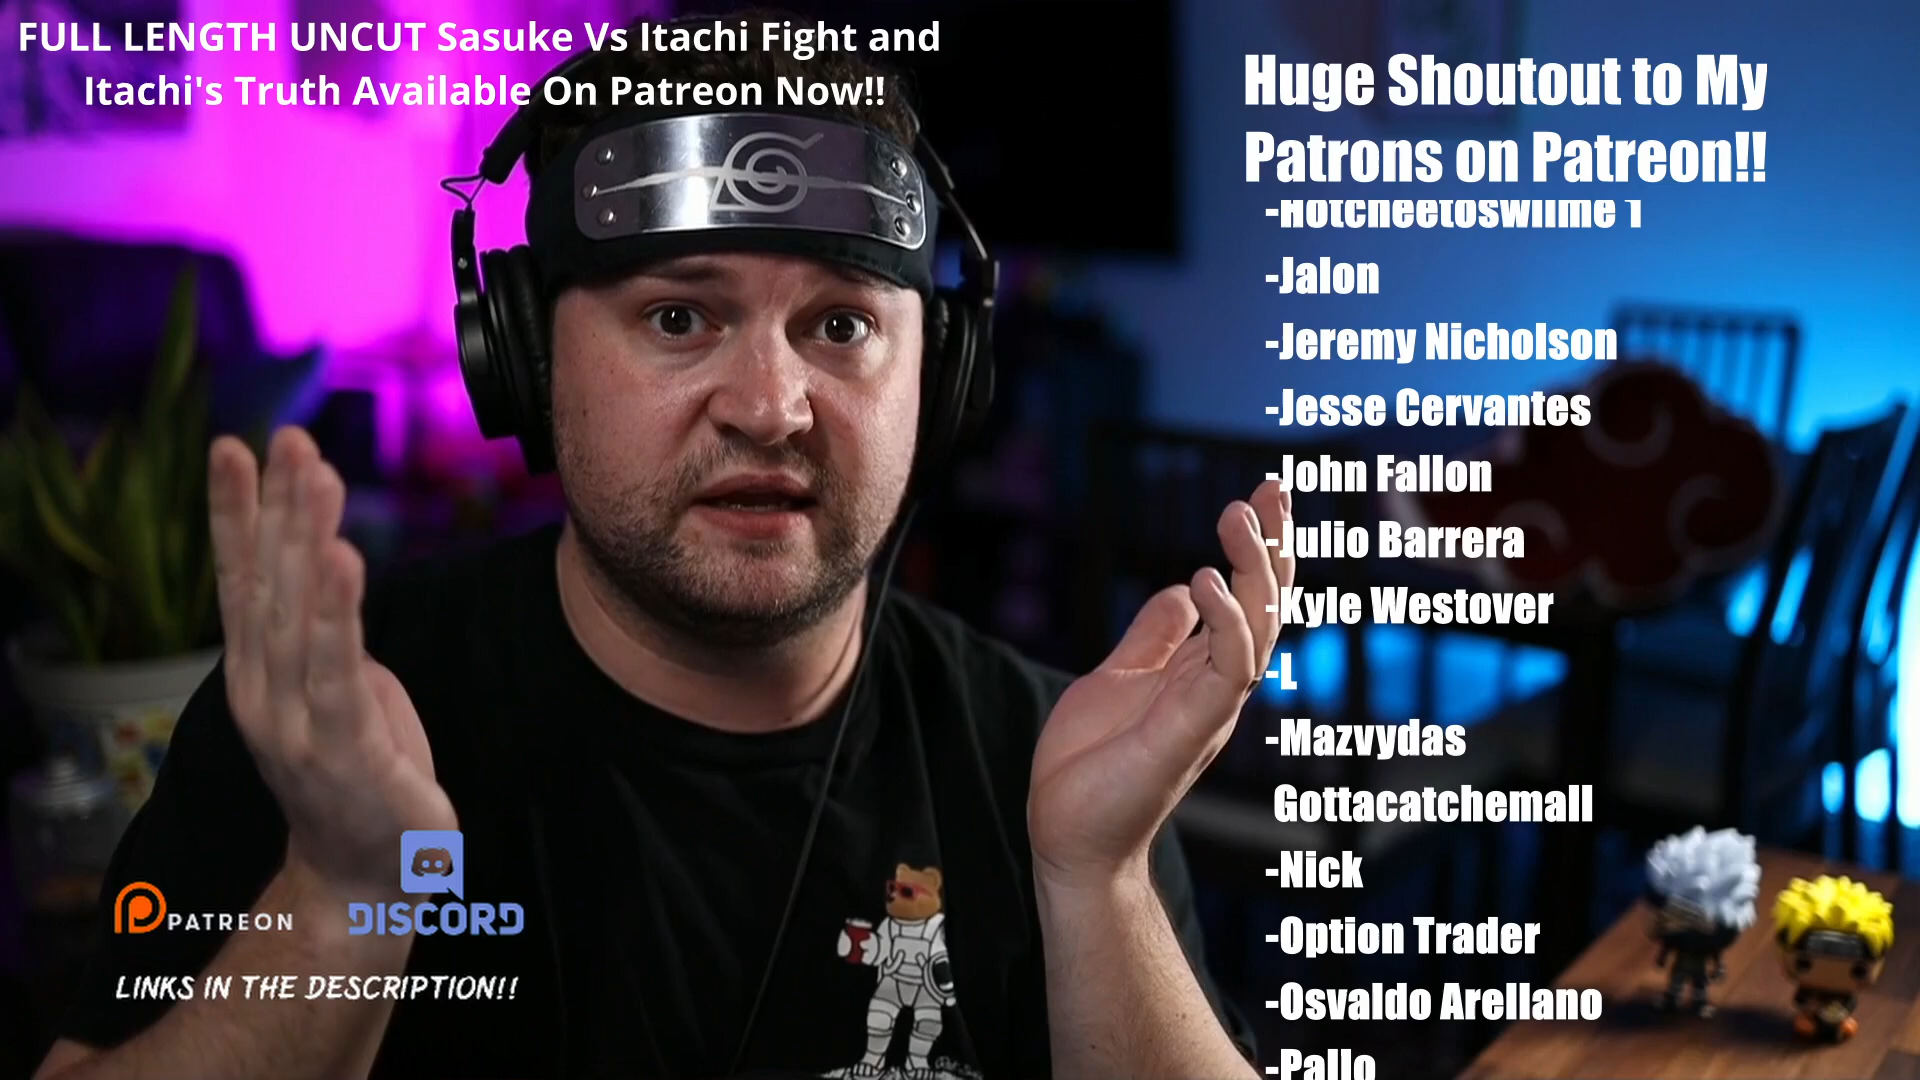 FULL LENGTH UNCUT Sasuke Vs Itachi Fight and
Itachi's Truth Available On Patreon Now!!
Huge Shoutout to My
Patrons on Patreon!!
-Jalon
-Jeremy Nicholson
-Jesse Cervantes
-John Fallon
-Julio Barrera
-Kyle Westover
-L
-Mazvydas
Gottacatchemall
-Nick
-Option Trader
-Osvaldo Arellano
-Pallo
PATREON
DISCORD
LINKS IN THE DESCRIPTION!!